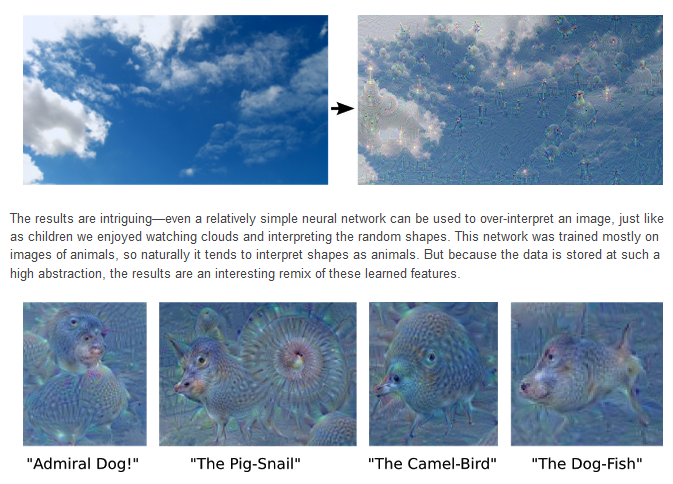 The results are intriguing—even a relatively simple neural network can be used to over-interpret an image, just like
as children we enjoyed watching clouds and interpreting the random shapes. This network was trained mostly on
images of animals, so naturally it tends to interpret shapes as animals. But because the data is stored at such a
high abstraction, the results are an interesting remix of these learned features.
"Admiral Dog!"
"The Pig-Snail"
"The Camel-Bird"
"The Dog-Fish"